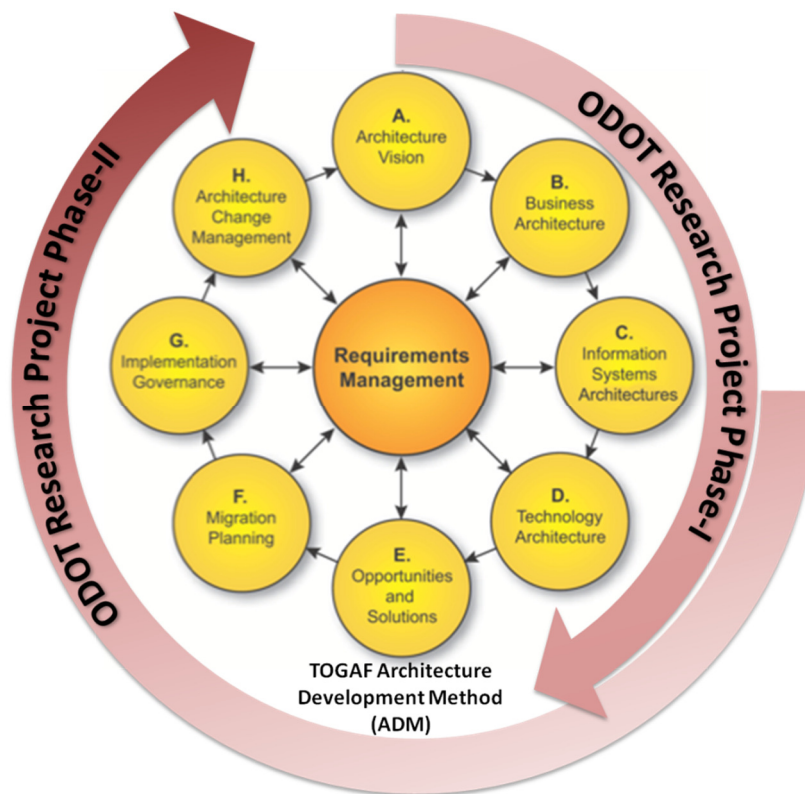 A.
Architecture
Vision
B.
Business
Architecture
C.
Information
Systems
Architectures
D.
Technology
Architecture
E.
Opportunities
and
Solutions
F.
Migration
Planning
G.
Implementation
Governance
H.
Architecture
Change
Management
Requirements
Management
ODOT Research Project Phase-I
ODOT Research Project Phase-II
TOGAF Architecture
Development Method
(ADM)